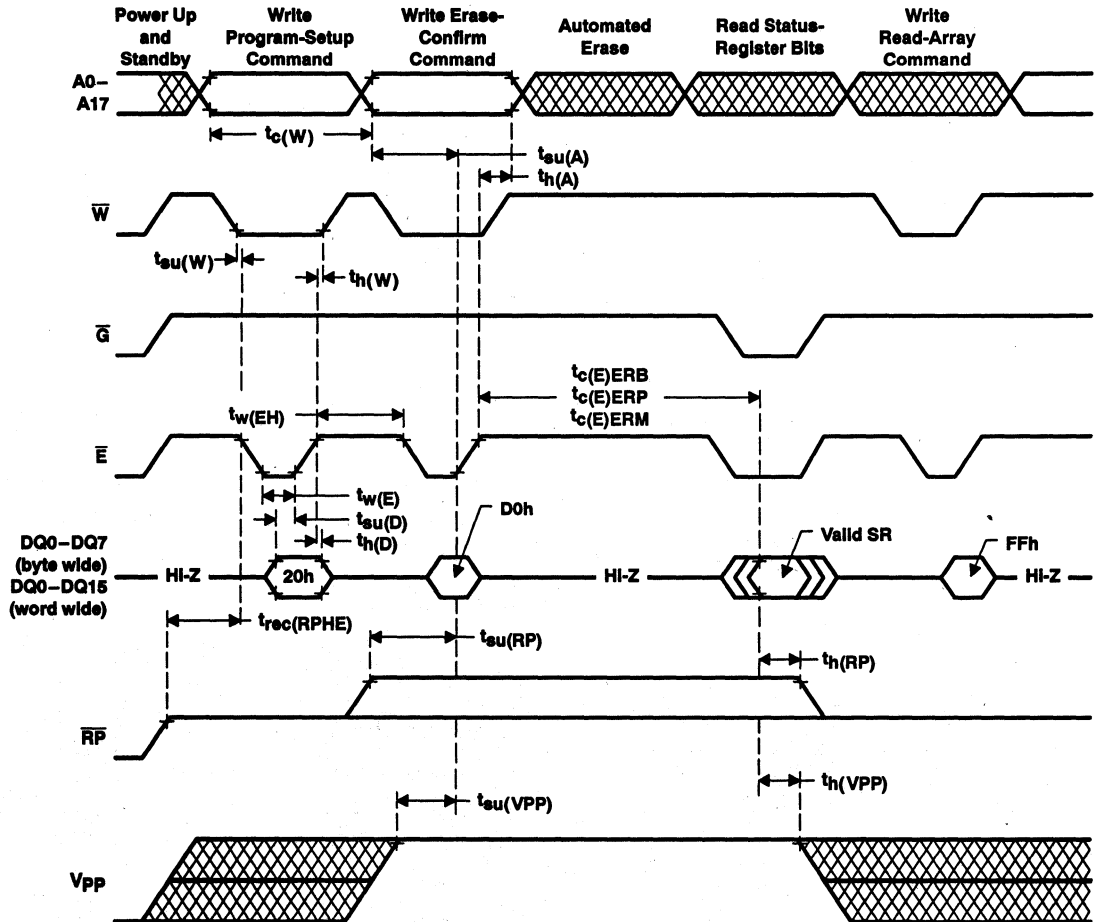 Power Up
and
Standby
Write
Program-Setup
Command
Write Erase-
Confirm
Command
Automated
Erase
Read Status-
Register Bits
Write
Read-Array
Command
A0–
A17
tc(W)
tsu(A)
th(A)
W
tsu(W)
th(W)
G
tc(E)ERB
tc(E)ERP
tc(E)ERM
tw(EH)
E
tw(E)
tsu(D)
th(D)
D0h
Valid SR
FFh
DQ0–DQ7
(byte wide)
DQ0–DQ15
(word wide)
Hi-Z
20h
Hi-Z
Hi-Z
trec(RPHE)
tsu(RP)
th(RP)
RP
tsu(VPP)
th(VPP)
VPP